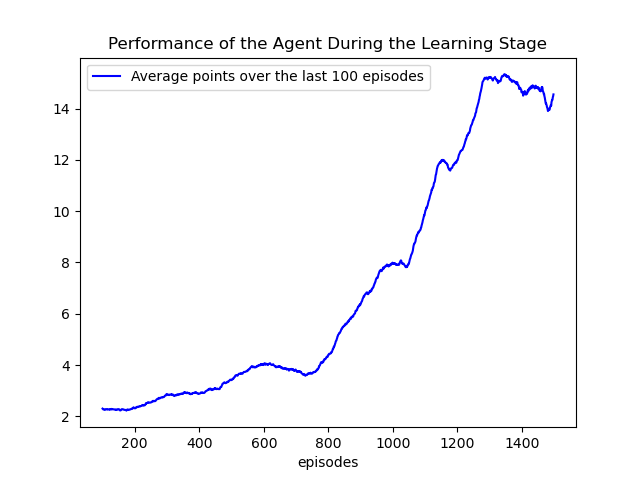 Performance of the Agent During the Learning Stage
Average points over the last 100 episodes
14
12
10
8
6
4
2
200 400 600 800 1000 1200 1400
episodes